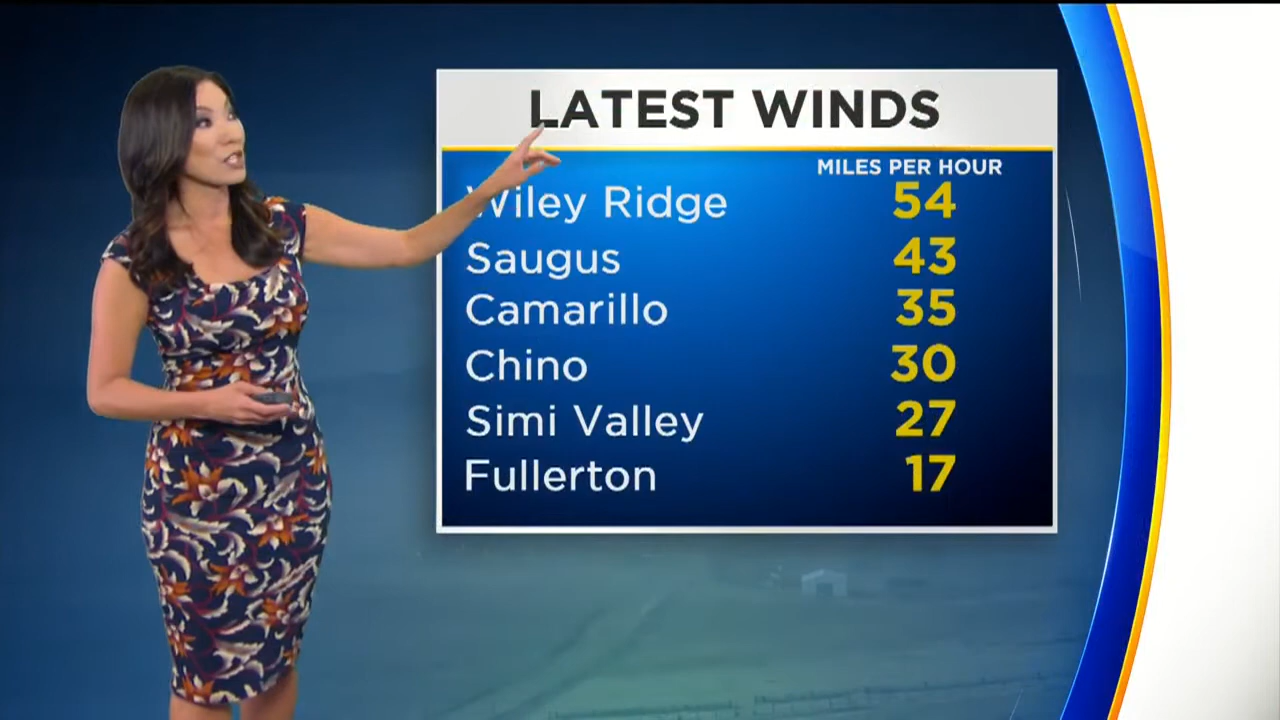 LATEST WINDS
MILES PER HOUR
Wiley Ridge 54
Saugus 43
Camarillo 35
Chino 30
Simi Valley 27
Fullerton 17